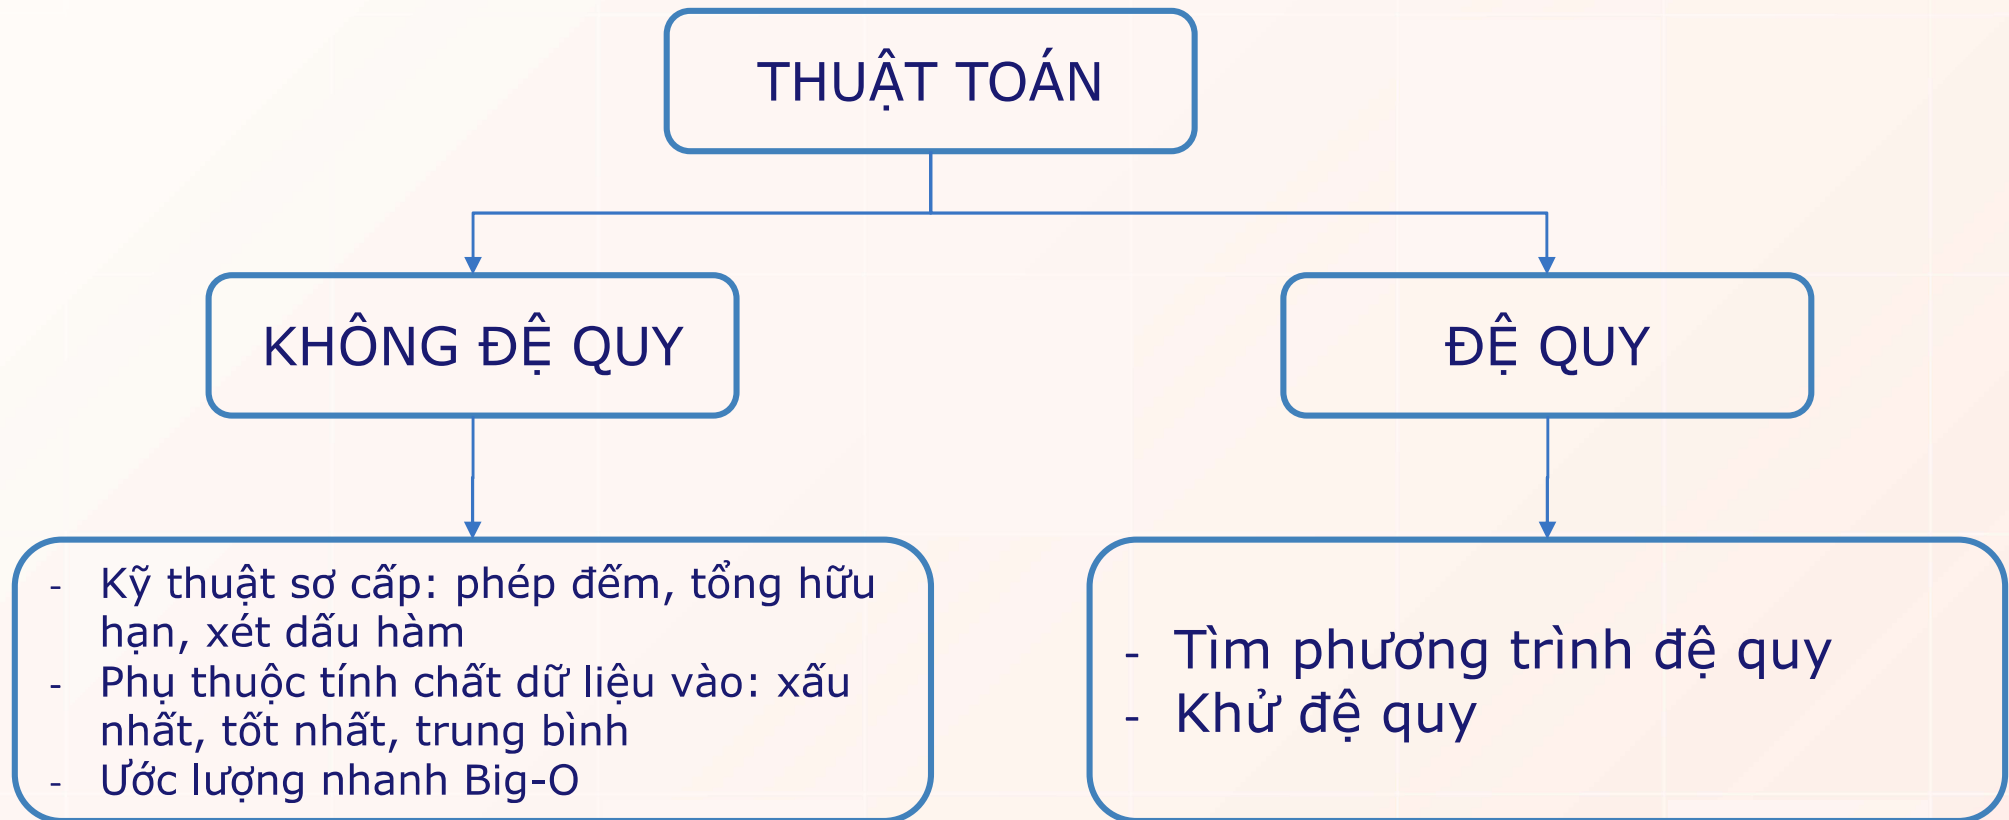 THUẬT TOÁN
KHÔNG ĐỆ QUY
ĐỆ QUY
- Kỹ thuật sơ cấp: phép đếm, tổng hữu
hạn, xét dấu hàm
- Phụ thuộc tính chất dữ liệu vào: xấu
nhất, tốt nhất, trung bình
- Ước lượng nhanh Big-O
- Tìm phương trình đệ quy
- Khử đệ quy